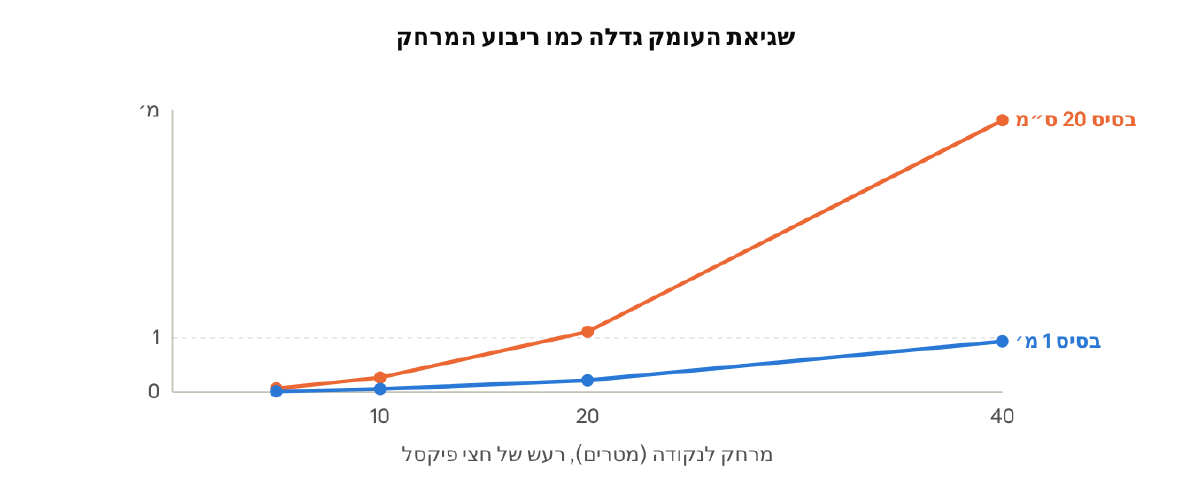 שגיאת העומק גדלה כמו ריבוע המרחק
מ׳
בסיס 20 ס״מ
1
בסיס 1 מ׳
0
10
20
40
מרחק לנקודה (מטרים), רעש של חצי פיקסל